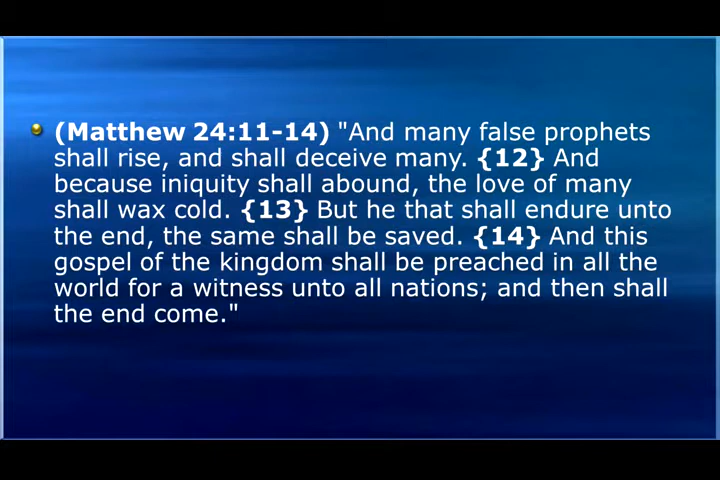 (Matthew 24:11-14) "And many false prophets
shall rise, and shall deceive many. {12} And
because iniquity shall abound, the love of many
shall wax cold. {13} But he that shall endure unto
the end, the same shall be saved. {14} And this
gospel of the kingdom shall be preached in all the
world for a witness unto all nations; and then shall
the end come."